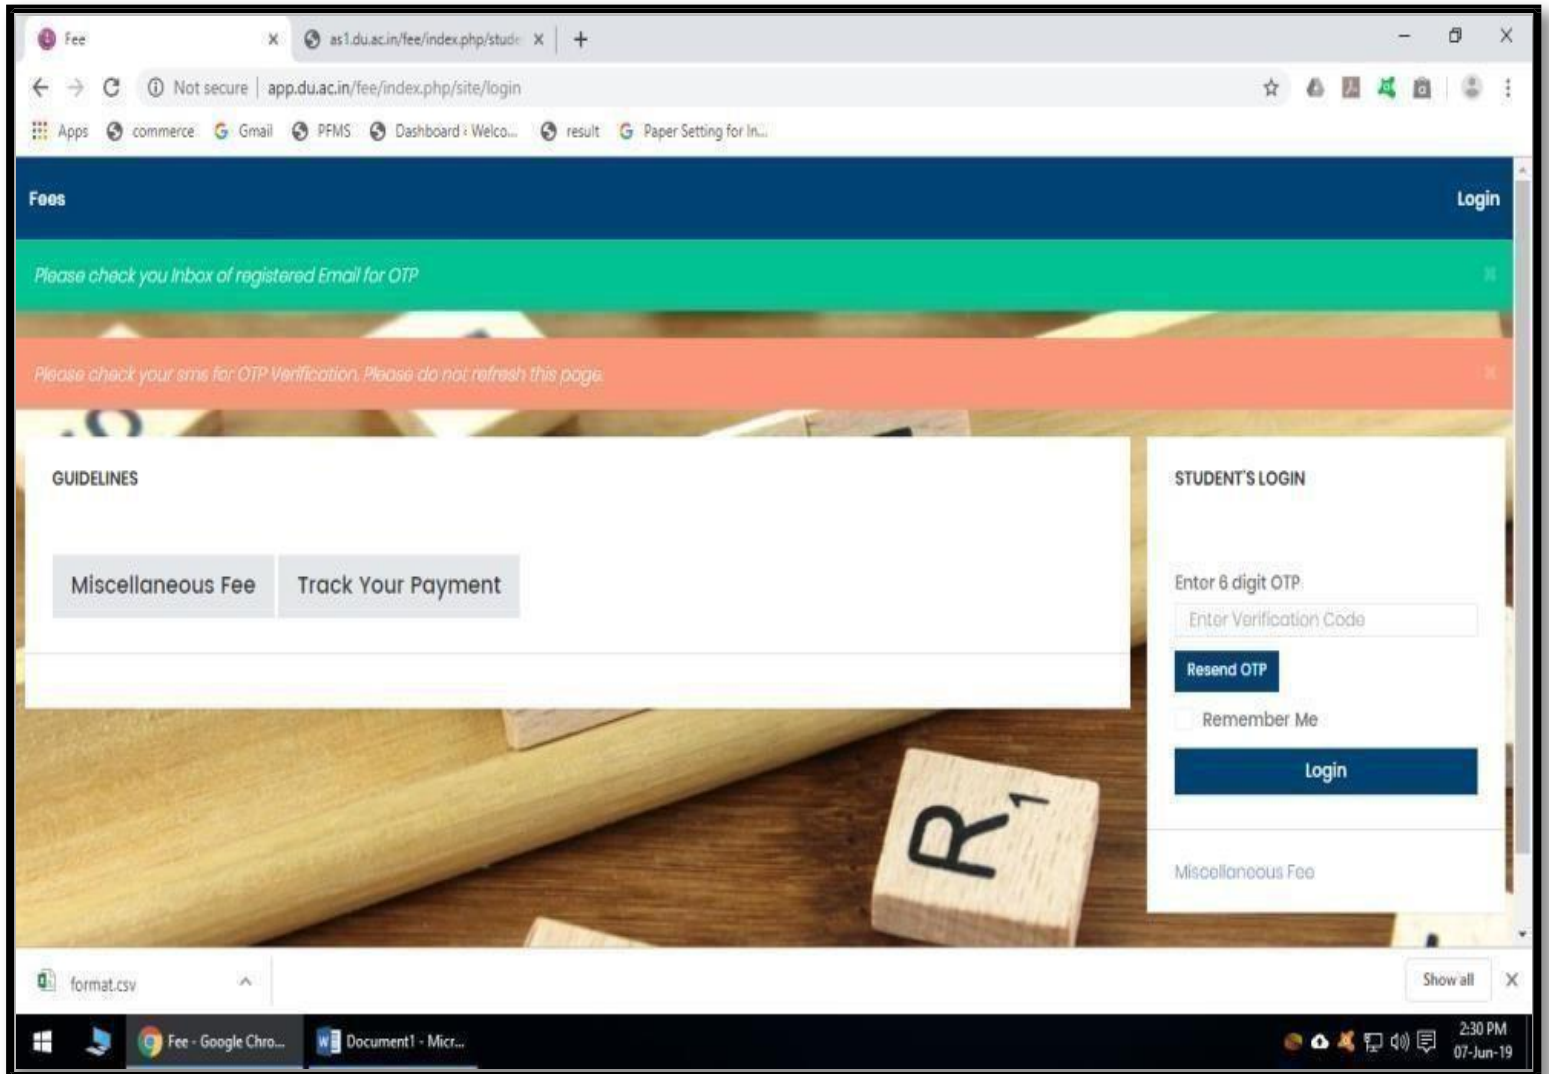 Fee
as1.du.ac.in/fee/index.php/stude
Not secure | app.du.ac.in/fee/index.php/site/login
Apps commerce Gmail PFMS Dashboard ‹ Welco... result Paper Setting for In...
Fees Login
Please check you Inbox of registered Email for OTP
Please check your sms for OTP Verification. Please do not refresh this page.
GUIDELINES
Miscellaneous Fee Track Your Payment
STUDENT'S LOGIN
Enter 6 digit OTP
Enter Verification Code
Resend OTP
Remember Me
Login
Miscellaneous Fee
R1
format.csv Show all
Fee - Google Chro... Document1 - Micr... 2:30 PM
07-Jun-19